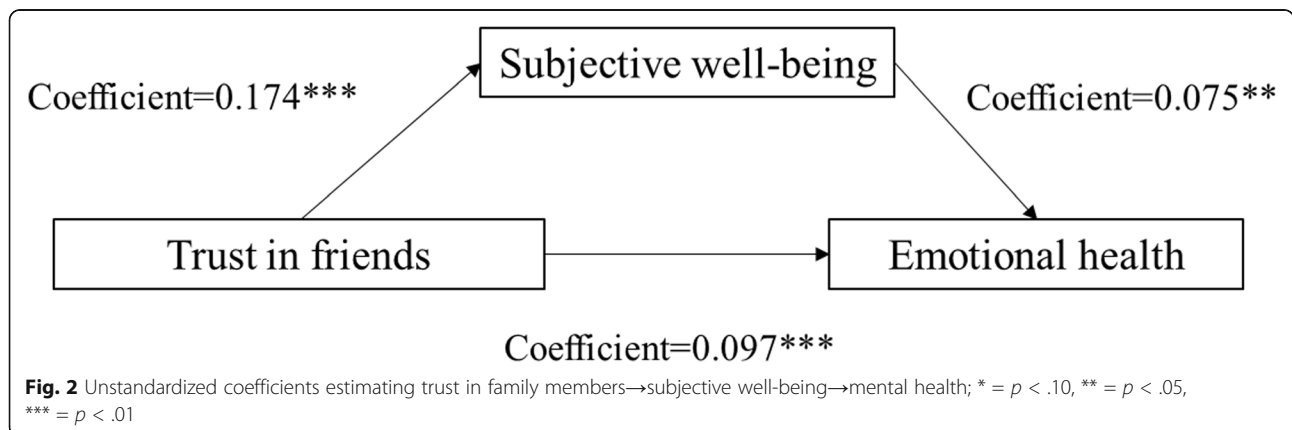 Subjective well-being
Coefficient=0.174***
Coefficient=0.075**
Trust in friends
Emotional health
Coefficient=0.097***
Fig. 2 Unstandardized coefficients estimating trust in family members→subjective well-being→mental health; * = p < .10, ** = p < .05,
*** = p < .01